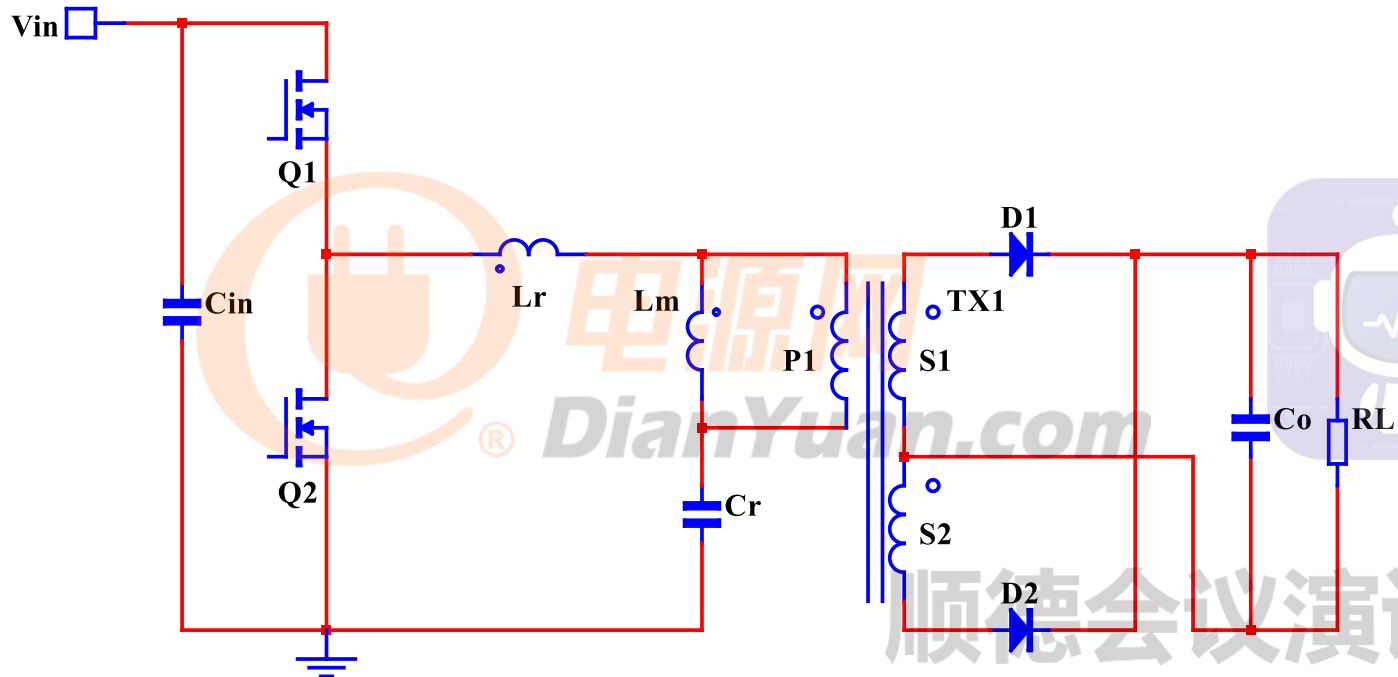 Vin
Q1
Cin
Lr
Lm
D1
TX1
P1
S1
电源网
®
DianYuan.com
Co
RL
Q2
Cr
S2
D2
顺德会议演